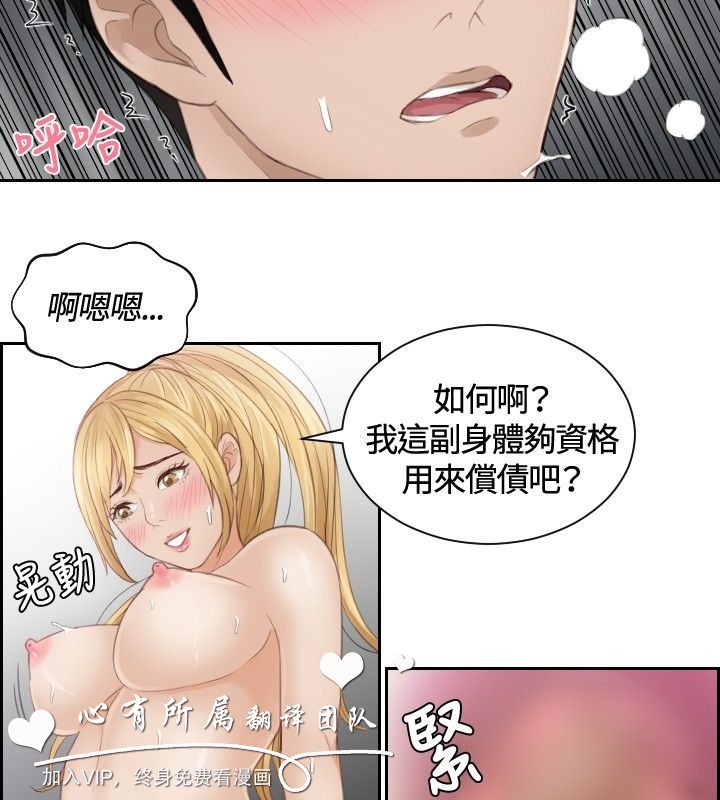 呼哈
啊嗯嗯...
如何啊？
我這副身體夠資格
用來償債吧？
晃動
心有所属翻译团队
加入VIP，终身免费看漫画
緊